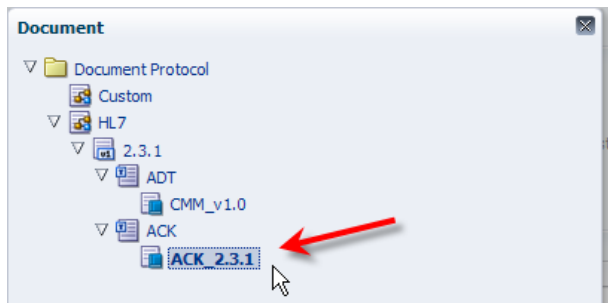 Document
Document Protocol
Custom
HL7
2.3.1
ADT
CMM_v1.0
ACK
ACK_2.3.1